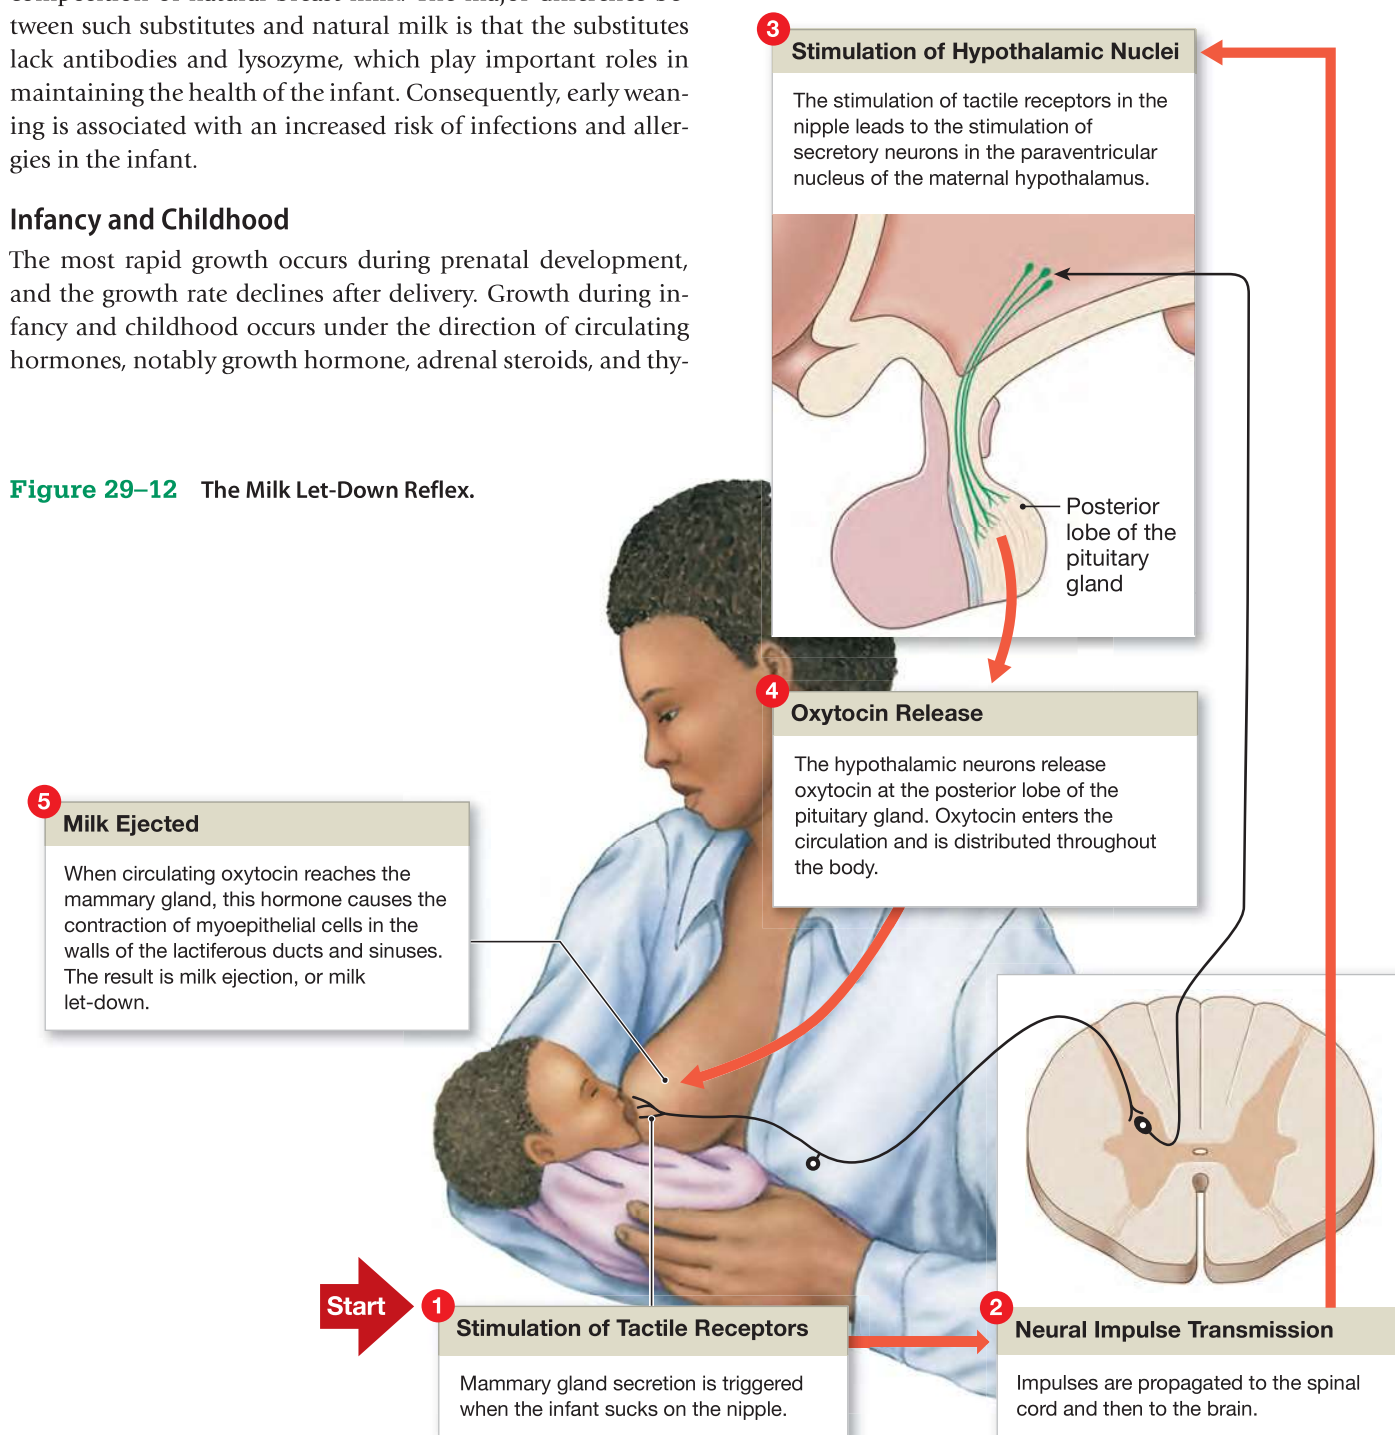 tween such substitutes and natural milk is that the substitutes
lack antibodies and lysozyme, which play important roles in
maintaining the health of the infant. Consequently, early wean-
ing is associated with an increased risk of infections and aller-
gies in the infant.
Infancy and Childhood
The most rapid growth occurs during prenatal development,
and the growth rate declines after delivery. Growth during in-
fancy and childhood occurs under the direction of circulating
hormones, notably growth hormone, adrenal steroids, and thy-
Figure 29–12 The Milk Let-Down Reflex.
Start
1
Stimulation of Tactile Receptors
Mammary gland secretion is triggered
when the infant sucks on the nipple.
2
Neural Impulse Transmission
Impulses are propagated to the spinal
cord and then to the brain.
3
Stimulation of Hypothalamic Nuclei
The stimulation of tactile receptors in the
nipple leads to the stimulation of
secretory neurons in the paraventricular
nucleus of the maternal hypothalamus.
Posterior
lobe of the
pituitary
gland
4
Oxytocin Release
The hypothalamic neurons release
oxytocin at the posterior lobe of the
pituitary gland. Oxytocin enters the
circulation and is distributed throughout
the body.
5
Milk Ejected
When circulating oxytocin reaches the
mammary gland, this hormone causes the
contraction of myoepithelial cells in the
walls of the lactiferous ducts and sinuses.
The result is milk ejection, or milk
let-down.